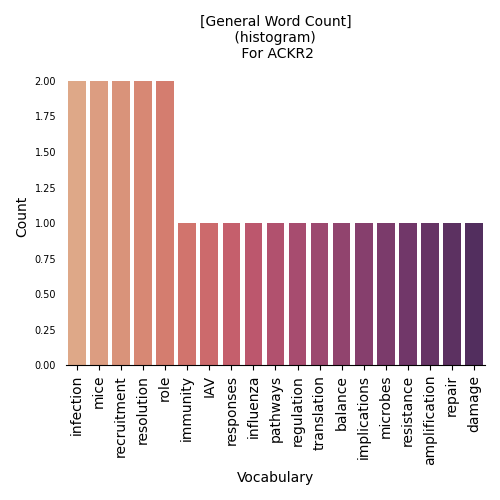 [General Word Count]
(histogram)
For ACKR2
2.00
1.75
1.50
1.25
1.00
0.75
0.50
0.25
0.00
Count
infection
mice
recruitment
resolution
role
immunity
IAV
responses
influenza
pathways
regulation
translation
balance
implications
microbes
resistance
amplification
repair
damage
Vocabulary